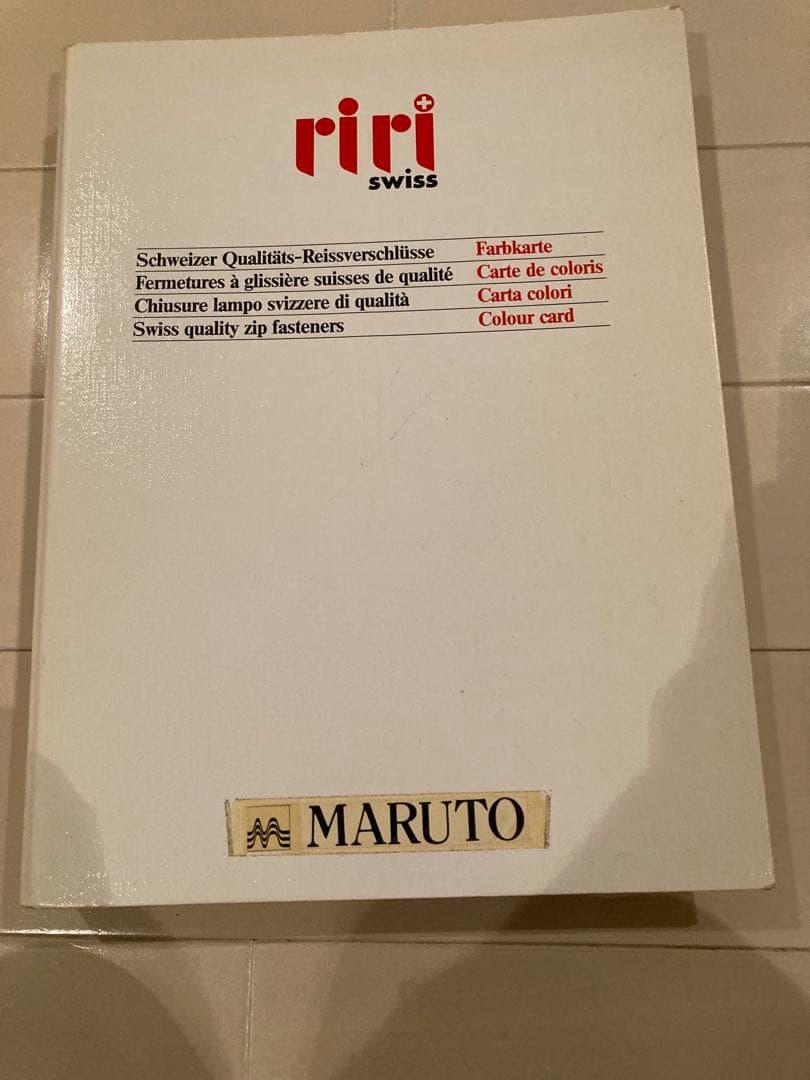 riri
swiss
Schweizer Qualitäts-Reissverschlüsse Farbkarte
Fermetures à glissière suisses de qualité Carte de coloris
Chiusure lampo svizzere di qualità Carta colori
Swiss quality zip fasteners Colour card
MARUTO